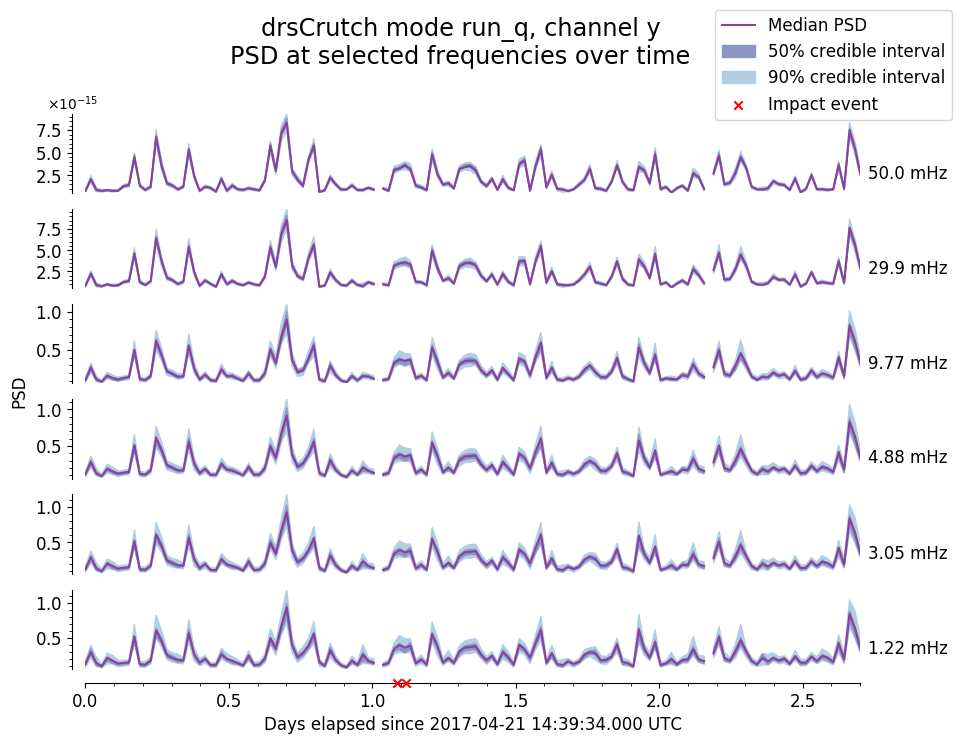 drsCrutch mode run_q, channel y
PSD at selected frequencies over time
Median PSD
50% credible interval
90% credible interval
Impact event
×10⁻¹⁵
7.5
5.0
2.5
50.0 mHz
7.5
5.0
2.5
29.9 mHz
1.0
0.5
9.77 mHz
PSD
1.0
0.5
4.88 mHz
1.0
0.5
3.05 mHz
1.0
0.5
1.22 mHz
0.0 0.5 1.0 1.5 2.0 2.5
Days elapsed since 2017-04-21 14:39:34.000 UTC